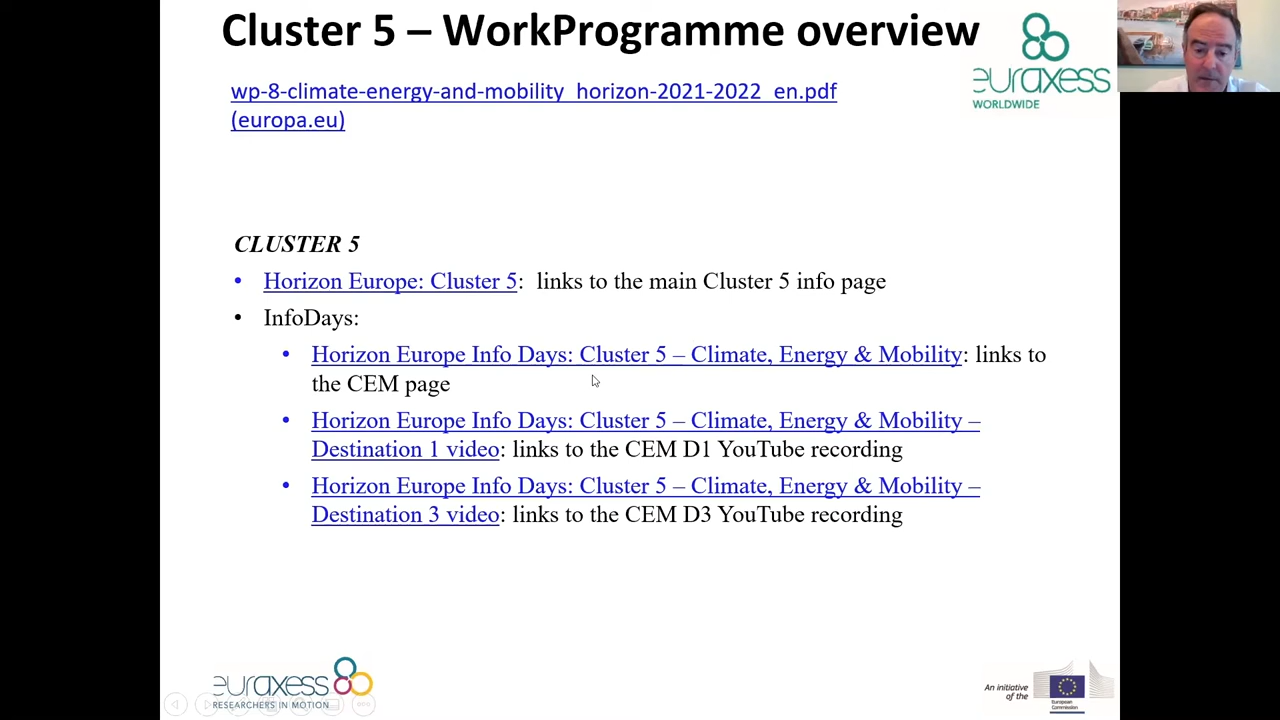 Cluster 5 – WorkProgramme overview
euraxess
WORLDWIDE
wp-8-climate-energy-and-mobility_horizon-2021-2022_en.pdf
(europa.eu)
CLUSTER 5
• Horizon Europe: Cluster 5: links to the main Cluster 5 info page
• InfoDays:
• Horizon Europe Info Days: Cluster 5 – Climate, Energy & Mobility: links to
the CEM page
• Horizon Europe Info Days: Cluster 5 – Climate, Energy & Mobility –
Destination 1 video: links to the CEM D1 YouTube recording
• Horizon Europe Info Days: Cluster 5 – Climate, Energy & Mobility –
Destination 3 video: links to the CEM D3 YouTube recording
euraxess
RESEARCHERS IN MOTION
An initiative
of the
European
Commission